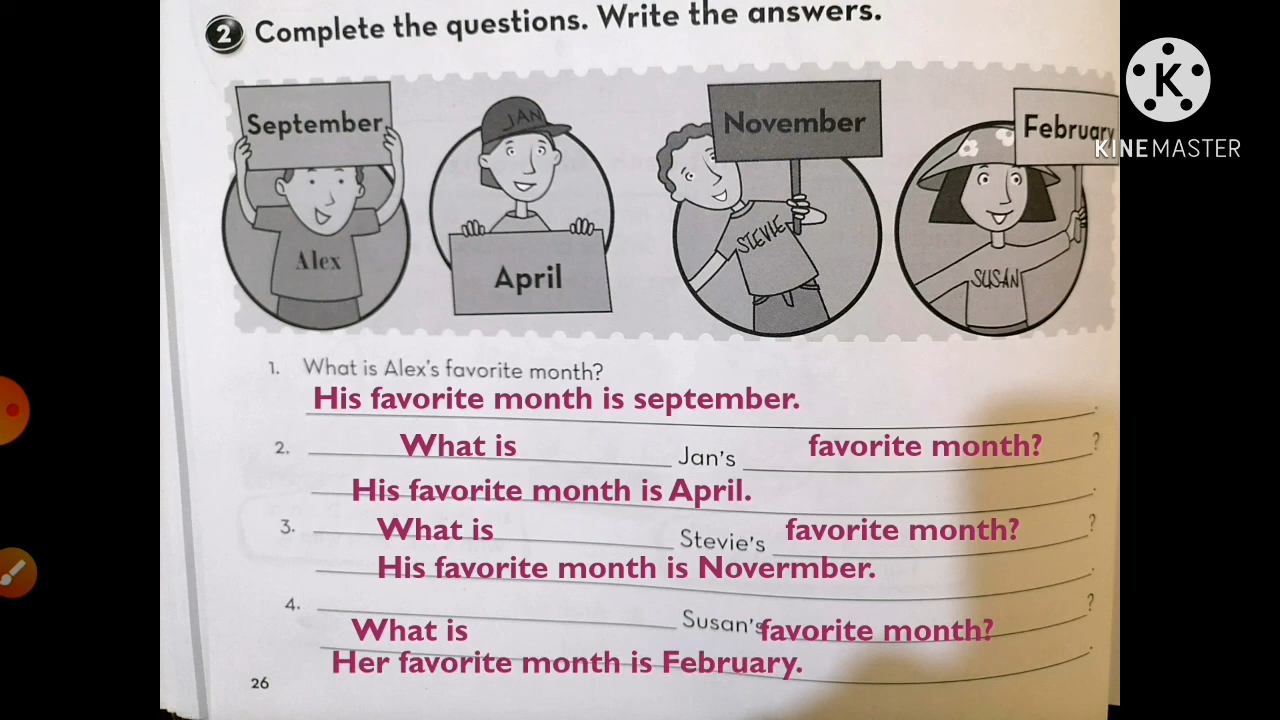 2 Complete the questions. Write the answers.
September
JAN
November
February
K
KINEMASTER
Alex
April
STEVIE
SUSAN
1. What is Alex's favorite month?
His favorite month is september.
2. What is Jan's favorite month? ?
His favorite month is April.
3. What is Stevie's favorite month? ?
His favorite month is Novermber.
4. What is Susan's favorite month? ?
Her favorite month is February.
26